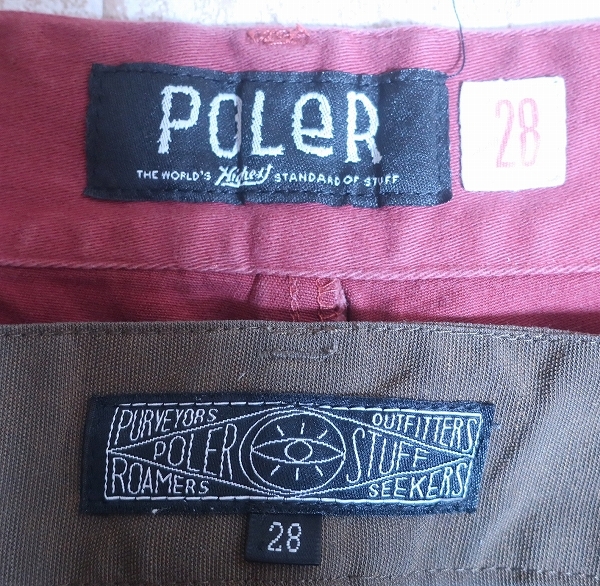 POLER
THE WORLD'S Highest STANDARD OF STUFF
28
PURVEYORS OUTFITTERS
POLER STUFF
ROAMERS SEEKERS
28